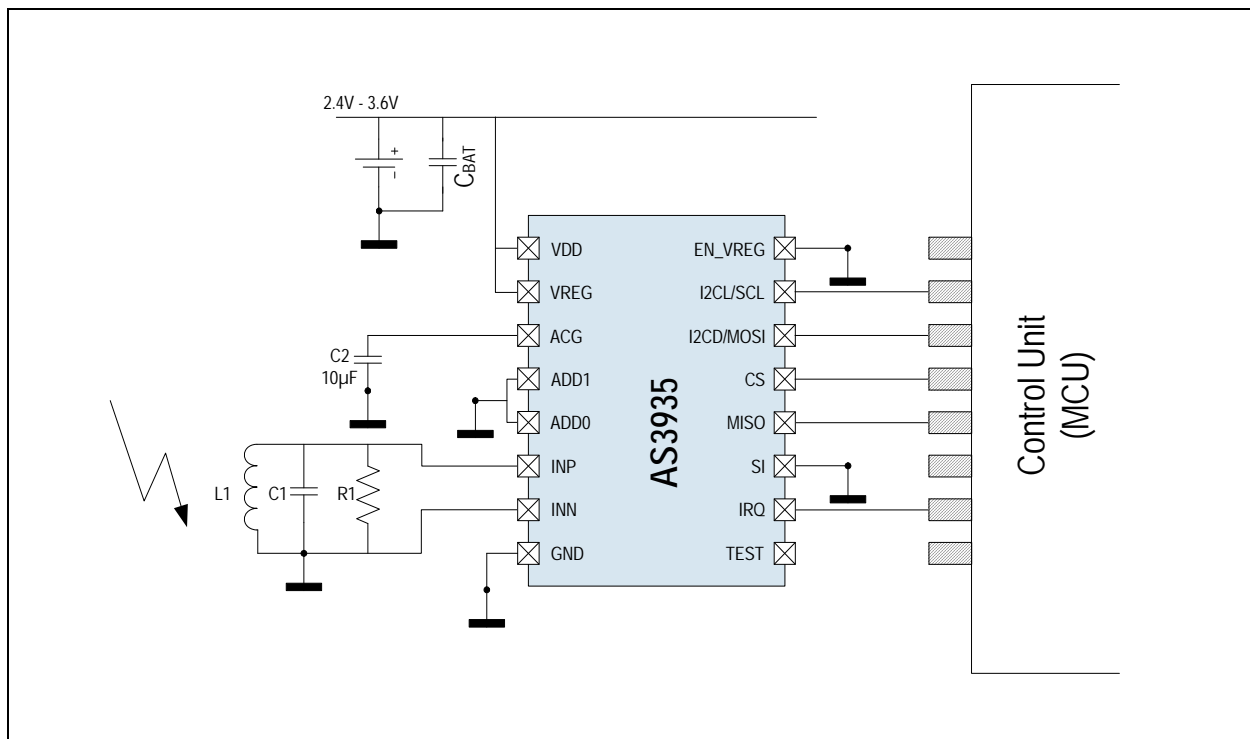 2.4V - 3.6V
+
−
CBAT
VDD
VREG
ACG
ADD1
ADD0
INP
INN
GND
C2
10µF
L1
C1
R1
AS3935
EN_VREG
I2CL/SCL
I2CD/MOSI
CS
MISO
SI
IRQ
TEST
Control Unit
(MCU)